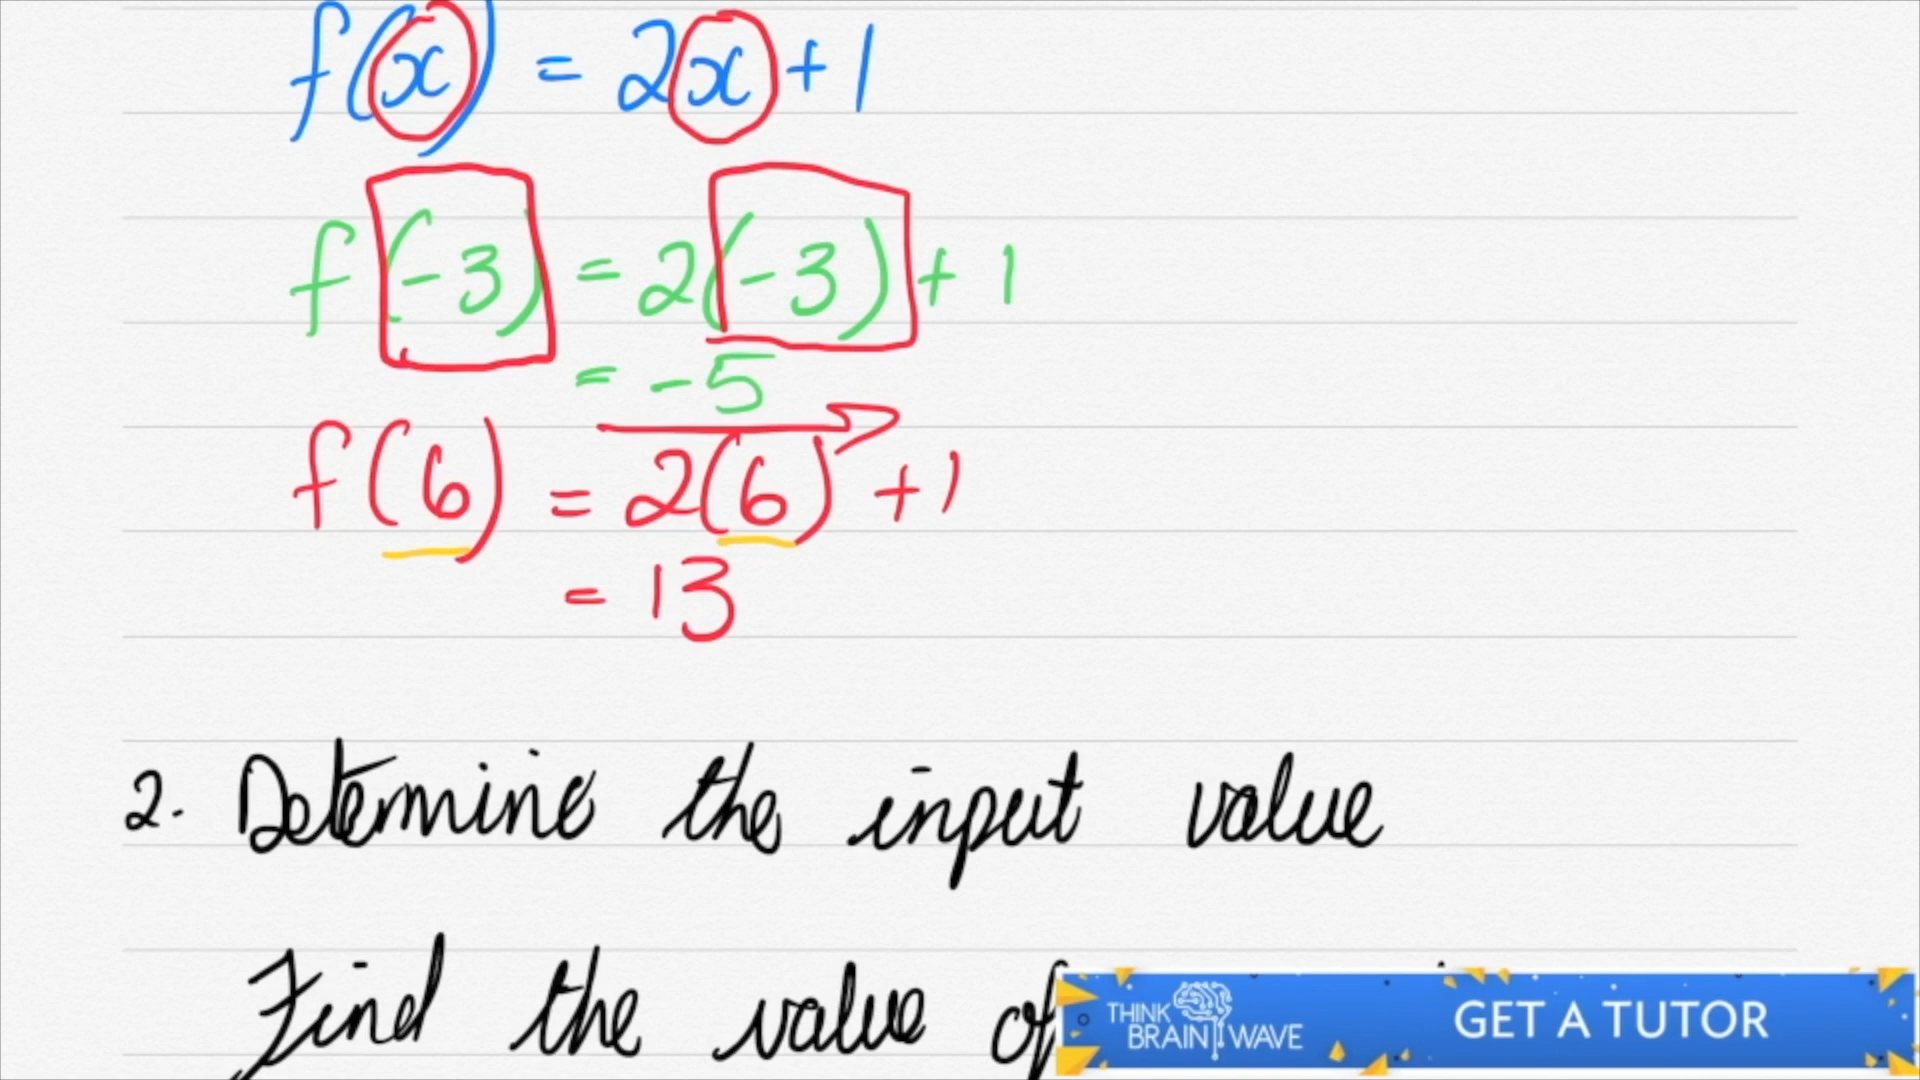 f(x) = 2x + 1
f(-3) = 2(-3) + 1
= -5
f(6) = 2(6) + 1
= 13
2. Determine the input value
Find the value of
THINK BRAIN WAVE
GET A TUTOR